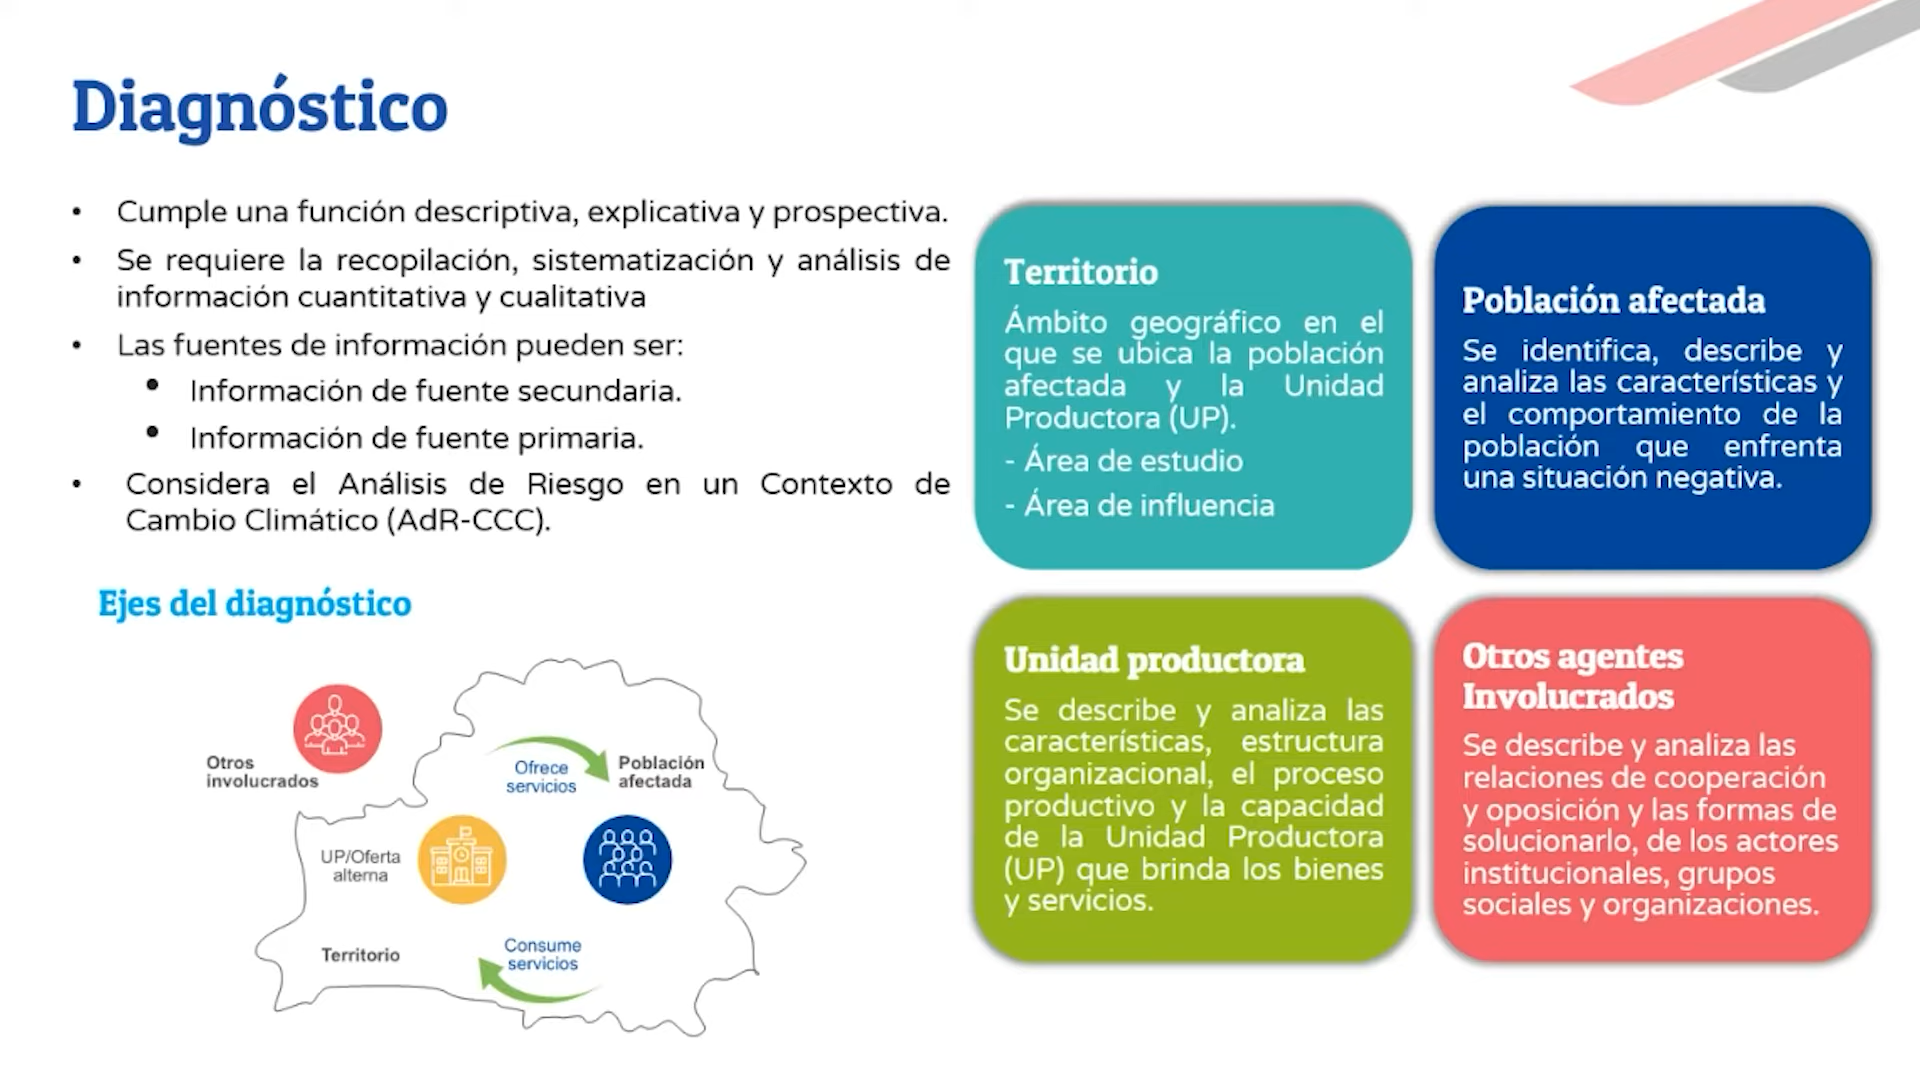 Diagnóstico
• Cumple una función descriptiva, explicativa y prospectiva.
• Se requiere la recopilación, sistematización y análisis de
información cuantitativa y cualitativa
• Las fuentes de información pueden ser:
• Información de fuente secundaria.
• Información de fuente primaria.
• Considera el Análisis de Riesgo en un Contexto de
Cambio Climático (AdR-CCC).
Ejes del diagnóstico
Otros
involucrados
Ofrece
servicios
Población
afectada
UP/Oferta
alterna
Territorio
Consume
servicios
Territorio
Ámbito geográfico en el
que se ubica la población
afectada y la Unidad
Productora (UP).
- Área de estudio
- Área de influencia
Población afectada
Se identifica, describe y
analiza las características y
el comportamiento de la
población que enfrenta
una situación negativa.
Unidad productora
Se describe y analiza las
características, estructura
organizacional, el proceso
productivo y la capacidad
de la Unidad Productora
(UP) que brinda los bienes
y servicios.
Otros agentes
Involucrados
Se describe y analiza las
relaciones de cooperación
y oposición y las formas de
solucionarlo, de los actores
institucionales, grupos
sociales y organizaciones.